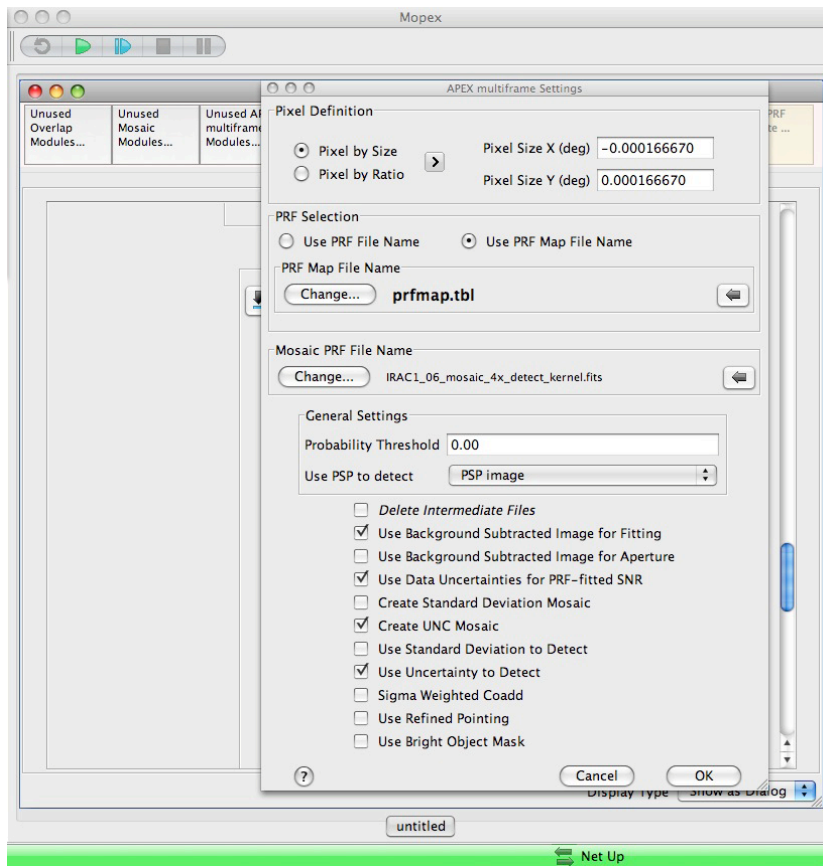 Mopex
APEX multiframe Settings
Unused
Overlap
Modules...
Unused
Mosaic
Modules...
Unused AP
multiframe
Modules...
PRF
te ...
Pixel Definition
Pixel by Size
Pixel by Ratio
>
Pixel Size X (deg) -0.000166670
Pixel Size Y (deg) 0.000166670
PRF Selection
Use PRF File Name
Use PRF Map File Name
PRF Map File Name
Change... prfmap.tbl
Mosaic PRF File Name
Change... IRAC1_06_mosaic_4x_detect_kernel.fits
General Settings
Probability Threshold 0.00
Use PSP to detect PSP image
Delete Intermediate Files
Use Background Subtracted Image for Fitting
Use Background Subtracted Image for Aperture
Use Data Uncertainties for PRF-fitted SNR
Create Standard Deviation Mosaic
Create UNC Mosaic
Use Standard Deviation to Detect
Use Uncertainty to Detect
Sigma Weighted Coadd
Use Refined Pointing
Use Bright Object Mask
? Cancel OK
Display Type Show as Dialog
untitled
Net Up